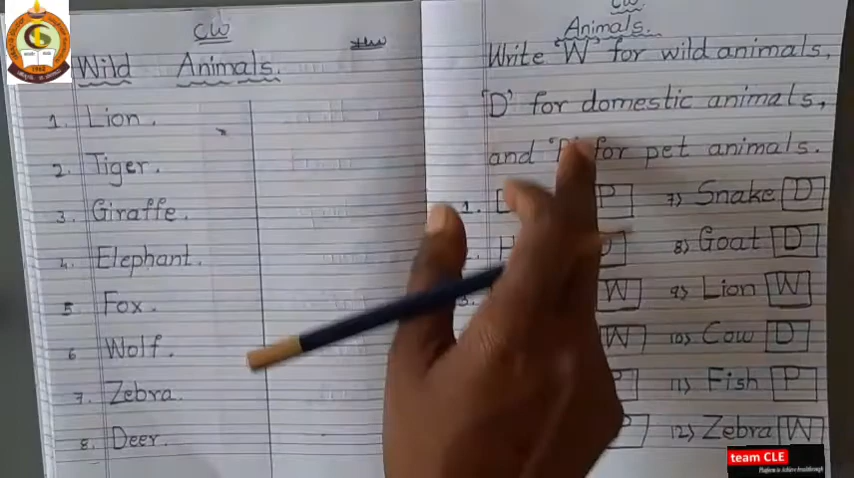 CW
HW
Wild Animals.
1. Lion.
2. Tiger.
3. Giraffe.
4. Elephant.
5 Fox.
6 Wolf.
7. Zebra.
8. Deer.
CW
Animals.
Write 'W' for wild animals,
'D' for domestic animals,
and for pet animals.
1. P
W
W
7) Snake D
8) Goat D
9) Lion W
10) Cow D
11) Fish P
12) Zebra W
team CLE